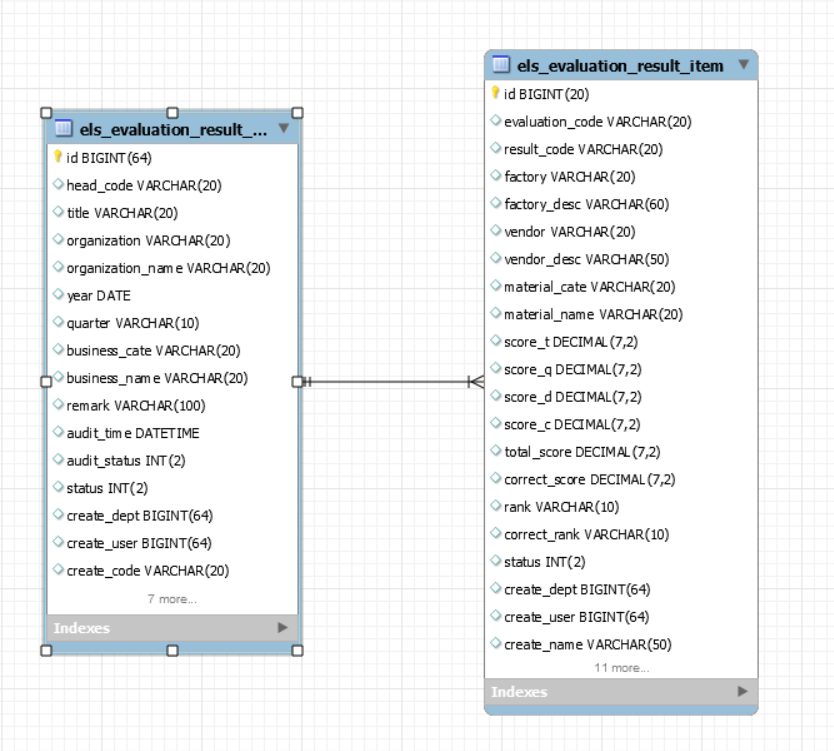 els_evaluation_result_...
id BIGINT(64)
head_code VARCHAR(20)
title VARCHAR(20)
organization VARCHAR(20)
organization_name VARCHAR(20)
year DATE
quarter VARCHAR(10)
business_cate VARCHAR(20)
business_name VARCHAR(20)
remark VARCHAR(100)
audit_time DATETIME
audit_status INT(2)
status INT(2)
create_dept BIGINT(64)
create_user BIGINT(64)
create_code VARCHAR(20)
7 more...
Indexes
els_evaluation_result_item
id BIGINT(20)
evaluation_code VARCHAR(20)
result_code VARCHAR(20)
factory VARCHAR(20)
factory_desc VARCHAR(60)
vendor VARCHAR(20)
vendor_desc VARCHAR(50)
material_cate VARCHAR(20)
material_name VARCHAR(20)
score_t DECIMAL(7,2)
score_q DECIMAL(7,2)
score_d DECIMAL(7,2)
score_c DECIMAL(7,2)
total_score DECIMAL(7,2)
correct_score DECIMAL(7,2)
rank VARCHAR(10)
correct_rank VARCHAR(10)
status INT(2)
create_dept BIGINT(64)
create_user BIGINT(64)
create_name VARCHAR(50)
11 more...
Indexes